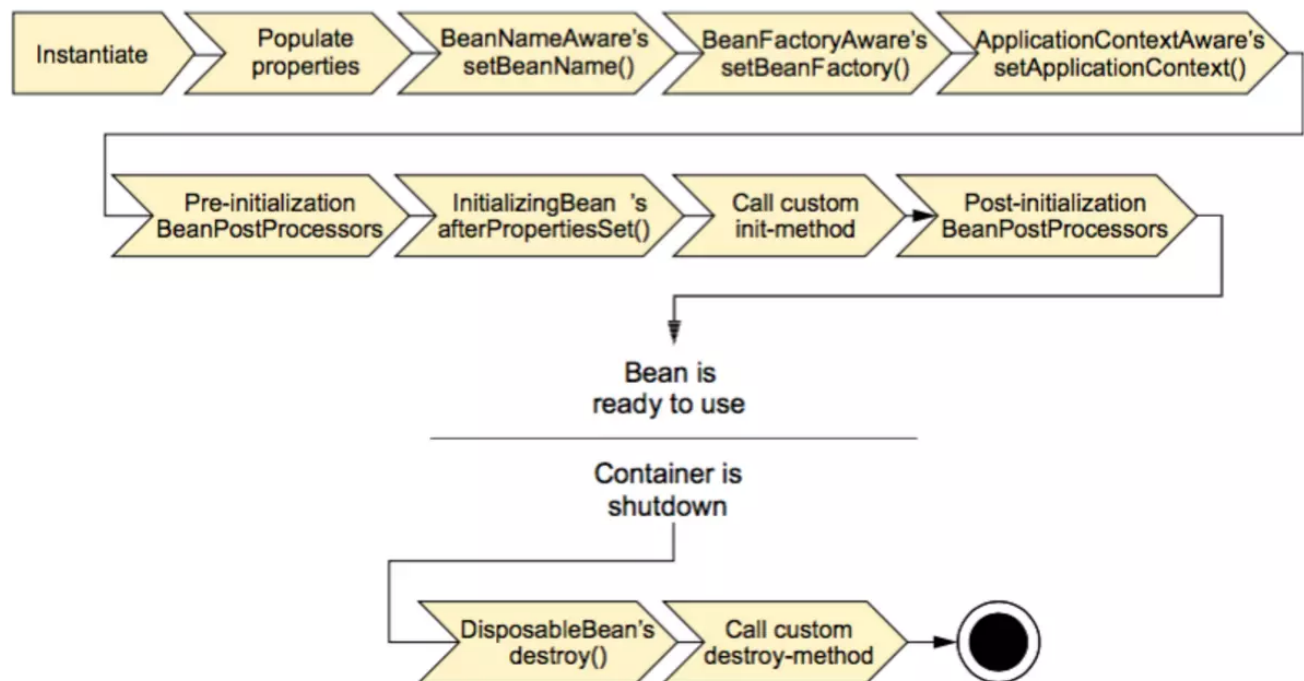 Instantiate
Populate
properties
BeanNameAware's
setBeanName()
BeanFactoryAware's
setBeanFactory()
ApplicationContextAware's
setApplicationContext()
Pre-initialization
BeanPostProcessors
InitializingBean 's
afterPropertiesSet()
Call custom
init-method
Post-initialization
BeanPostProcessors
Bean is
ready to use
Container is
shutdown
DisposableBean's
destroy()
Call custom
destroy-method